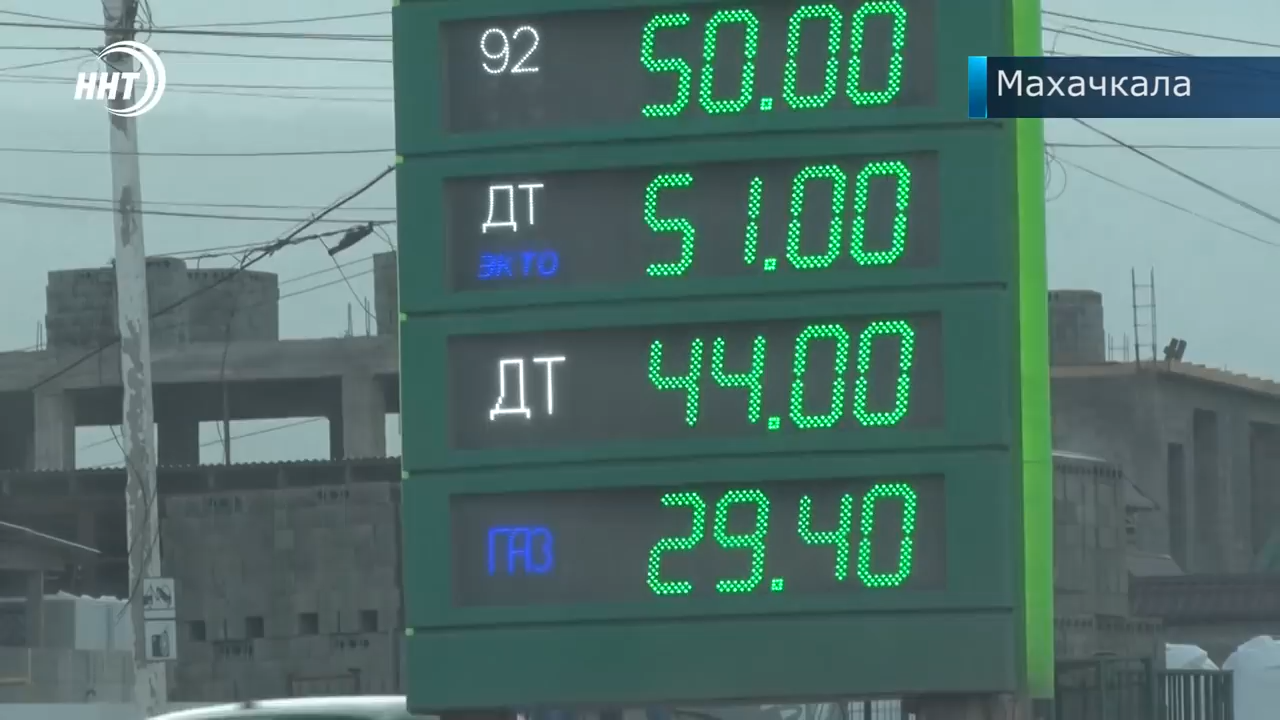 ННТ
Махачкала
92 50.00
ДТ 51.00
экто
ДТ 44.00
ГАЗ 29.40